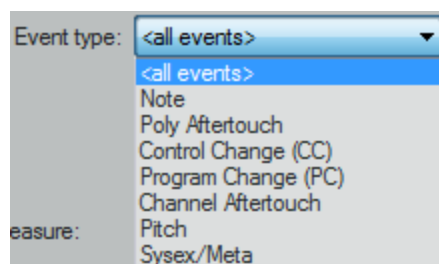 Event type: <all events>
<all events>
Note
Poly Aftertouch
Control Change (CC)
Program Change (PC)
Channel Aftertouch
easure: Pitch
Sysex/Meta